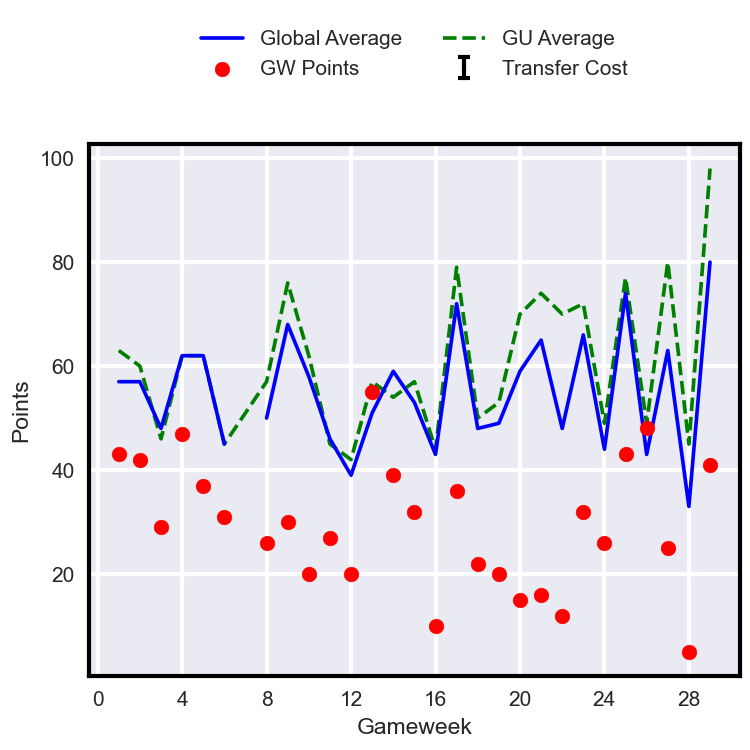 Global Average
GU Average
GW Points
Transfer Cost
100
80
60
40
20
Points
0 4 8 12 16 20 24 28
Gameweek